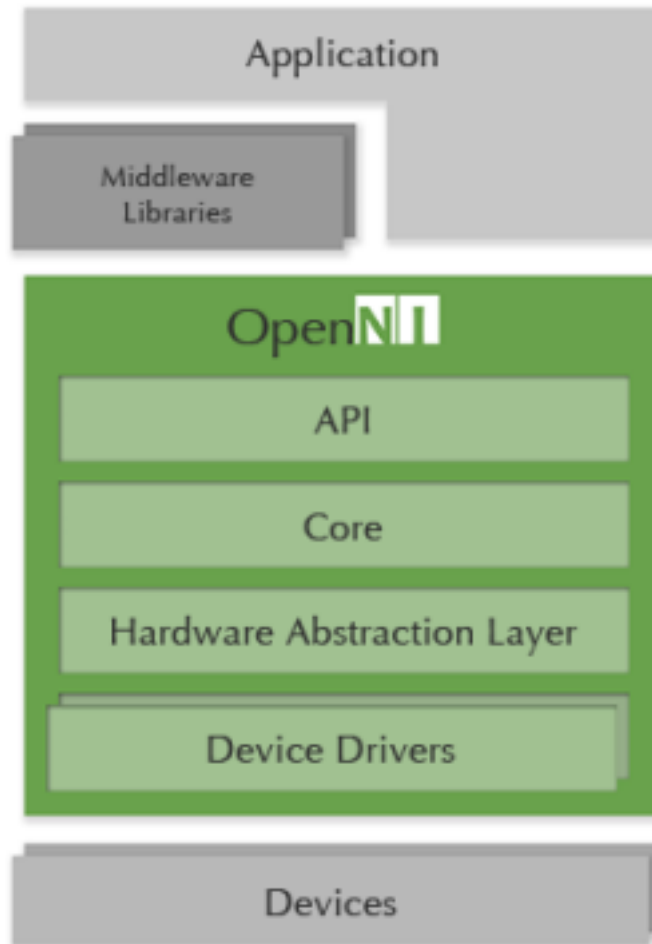 Application
Middleware
Libraries
OpenNI
API
Core
Hardware Abstraction Layer
Device Drivers
Devices